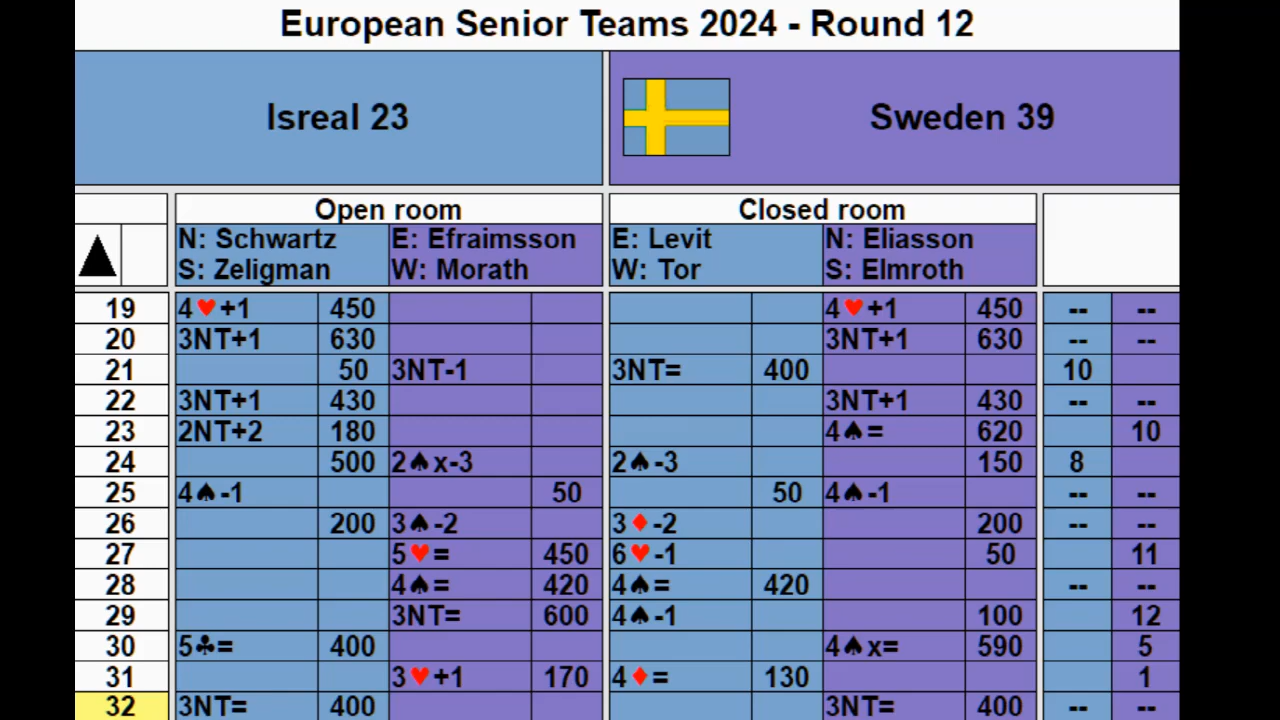 European Senior Teams 2024 - Round 12
Isreal 23 Sweden 39
Open room Closed room
N: Schwartz E: Efraimsson E: Levit N: Eliasson
S: Zeligman W: Morath W: Tor S: Elmroth
19 4♥+1 450 4♥+1 450 -- --
20 3NT+1 630 3NT+1 630 -- --
21 50 3NT-1 3NT= 400 10
22 3NT+1 430 3NT+1 430 -- --
23 2NT+2 180 4♠= 620 10
24 500 2♠x-3 2♠-3 150 8
25 4♠-1 50 50 4♠-1 -- --
26 200 3♠-2 3♦-2 200 -- --
27 5♥= 450 6♥-1 50 11
28 4♠= 420 4♠= 420 -- --
29 3NT= 600 4♠-1 100 12
30 5♣= 400 4♠x= 590 5
31 3♥+1 170 4♦= 130 1
32 3NT= 400 3NT= 400 -- --